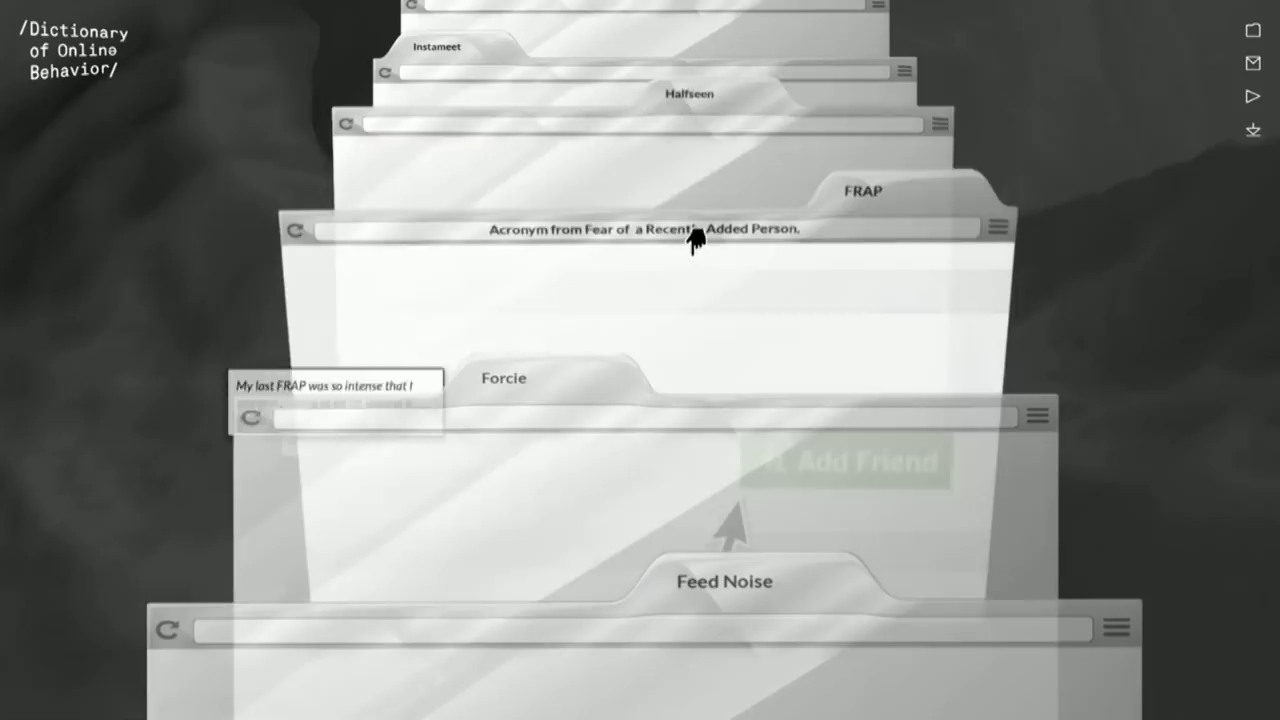 /Dictionary
of Online
Behavior/
Instameet
Halfseen
FRAP
Acronym from Fear of a Recent Added Person.
My last FRAP was so intense that I
Forcie
Add Friend
Feed Noise